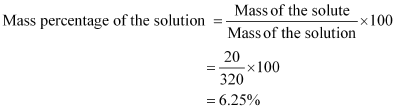 Mass percentage of the solution = Mass of the solute / Mass of the solution × 100
= 20 / 320 × 100
= 6.25%